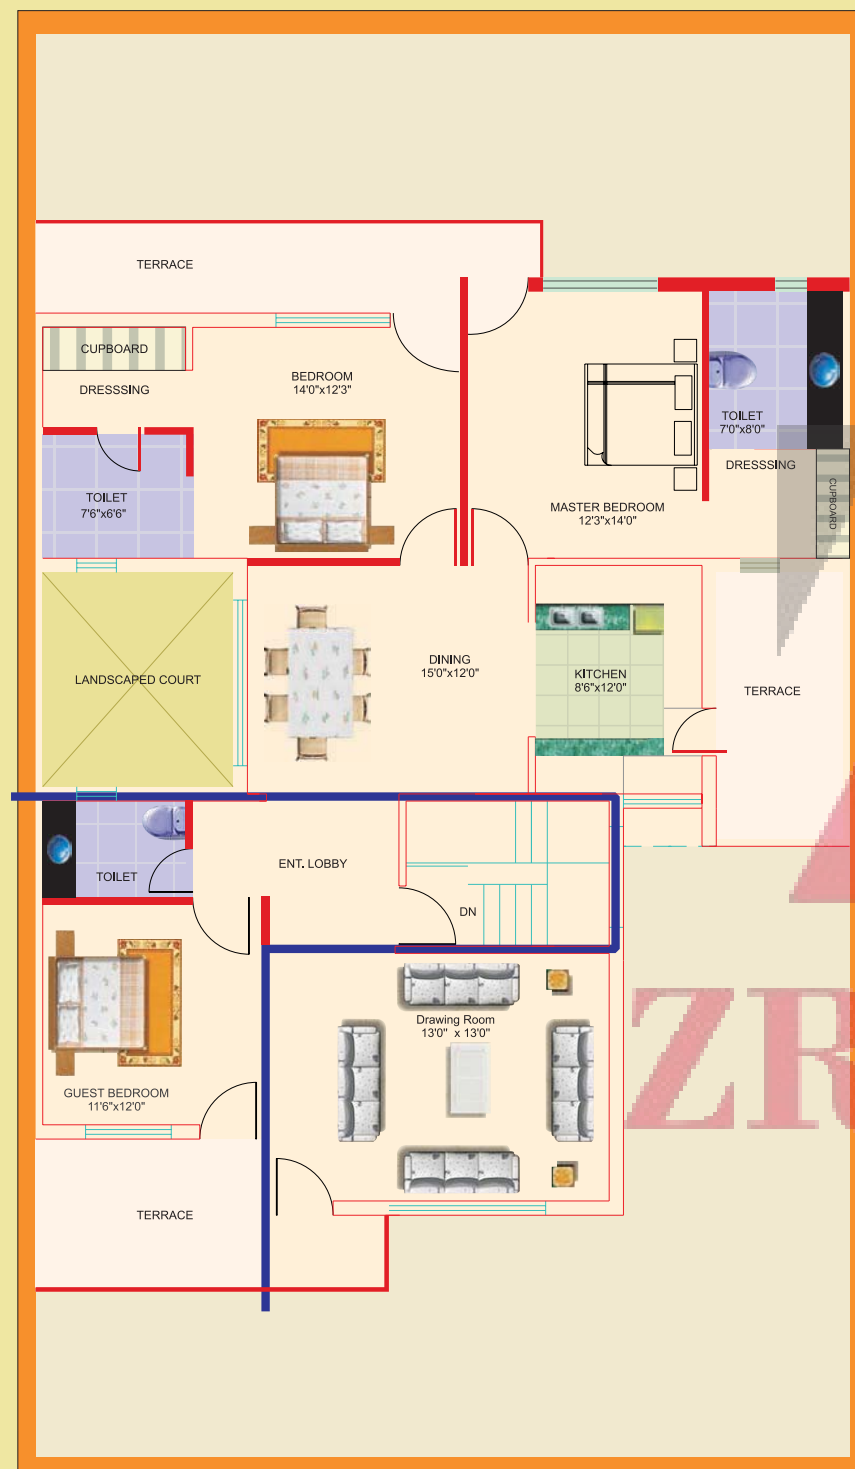 TERRACE
CUPBOARD
DRESSSING
BEDROOM
14'0"x12'3"
TOILET
7'0"x8'0"
DRESSSING
CUPBOARD
TOILET
7'6"x6'6"
MASTER BEDROOM
12'3"x14'0"
LANDSCAPED COURT
DINING
15'0"x12'0"
KITCHEN
8'6"x12'0"
TERRACE
TOILET
ENT. LOBBY
DN
Drawing Room
13'0" x 13'0"
GUEST BEDROOM
11'6"x12'0"
TERRACE
ZR